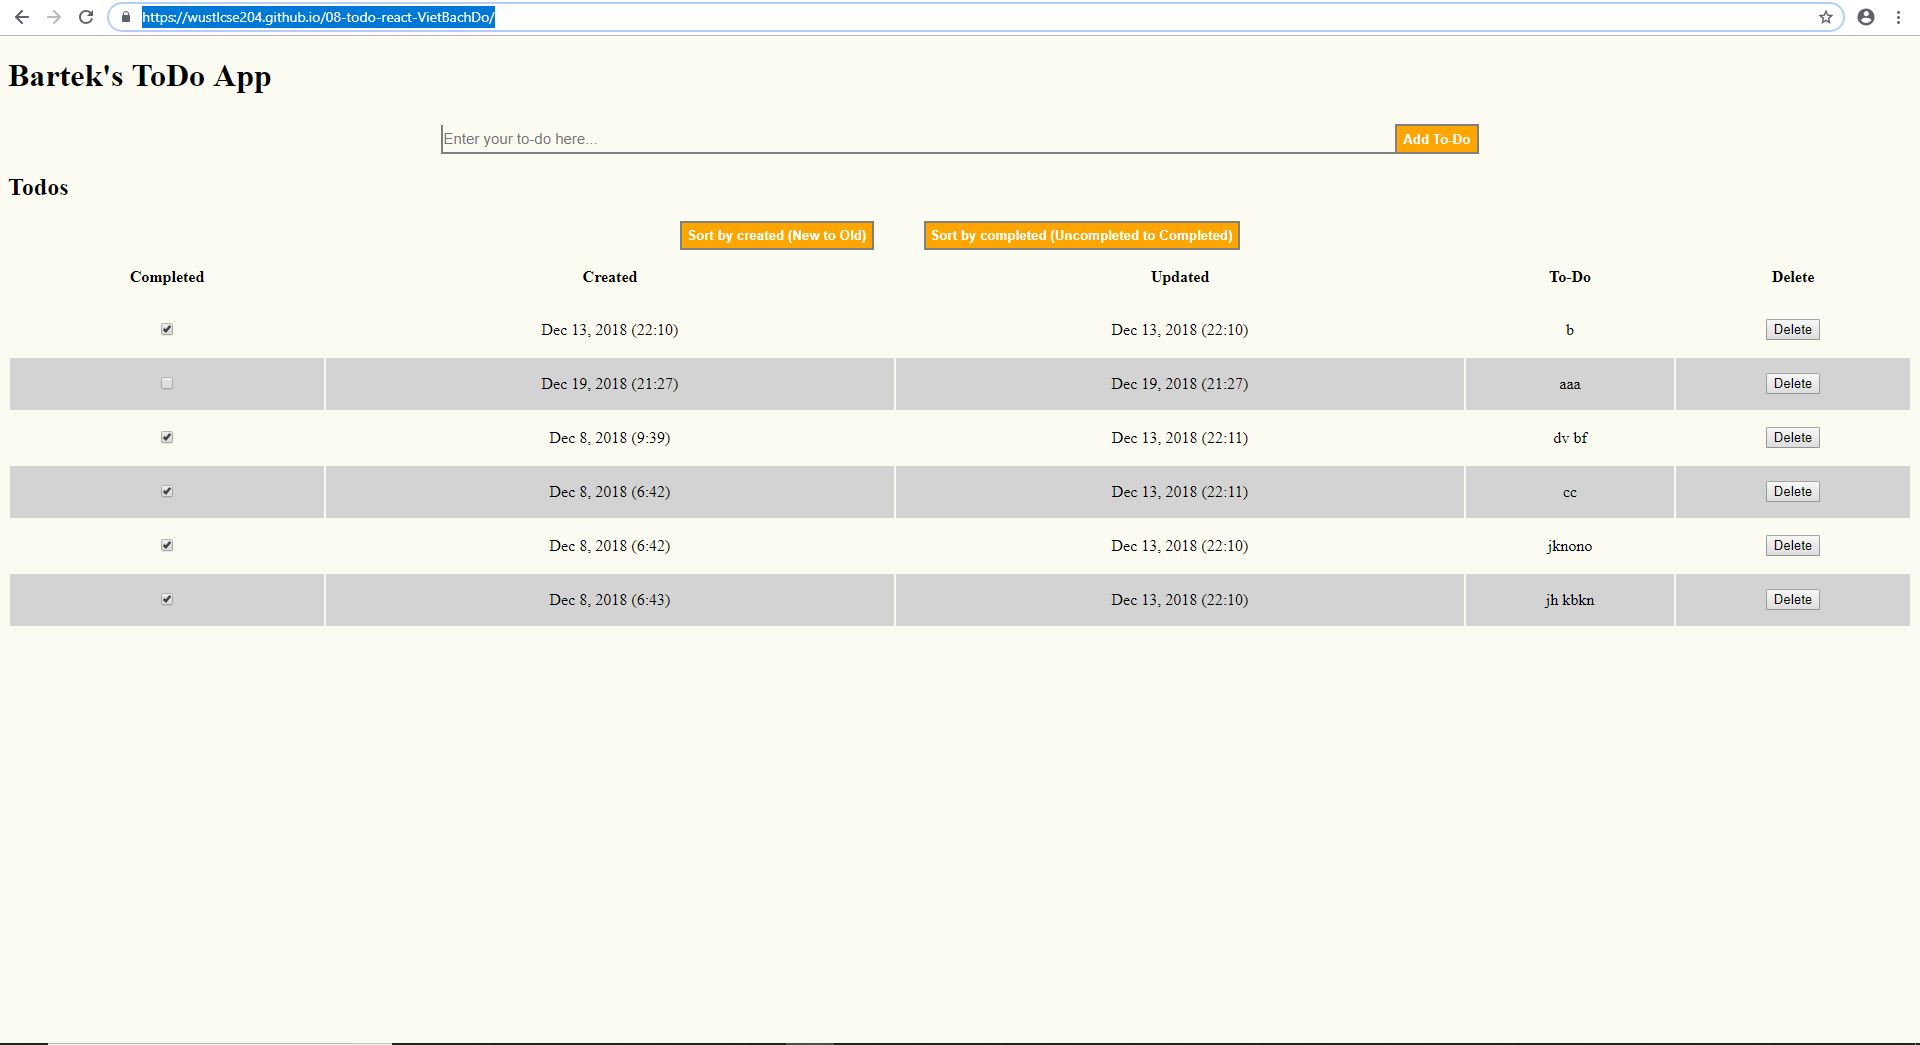 https://wustlcse204.github.io/08-todo-react-VietBachDo/
Bartek's ToDo App
Enter your to-do here... Add To-Do
Todos
Sort by created (New to Old) Sort by completed (Uncompleted to Completed)
Completed Created Updated To-Do Delete
Dec 13, 2018 (22:10) Dec 13, 2018 (22:10) b Delete
Dec 19, 2018 (21:27) Dec 19, 2018 (21:27) aaa Delete
Dec 8, 2018 (9:39) Dec 13, 2018 (22:11) dv bf Delete
Dec 8, 2018 (6:42) Dec 13, 2018 (22:11) cc Delete
Dec 8, 2018 (6:42) Dec 13, 2018 (22:10) jknono Delete
Dec 8, 2018 (6:43) Dec 13, 2018 (22:10) jh kbkn Delete